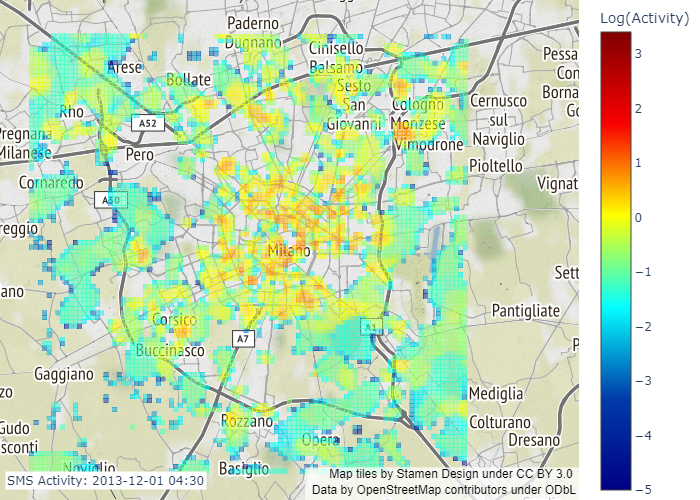 Log(Activity)
3
2
1
0
−1
−2
−3
−4
−5
Paderno
Dugnano
Cinisello
Balsamo
Sesto
San
Giovanni
Arese
Bollate
Rho
A52
Pregnana
Milanese
Pero
Cornaredo
A50
reggio
ano
Cologno
Monzese
Vimodrone
Cernusco
sul
Naviglio
Pioltello
Pessa
Con
Borna
Go
Vignat
Milano
Sett
Pantigliate
Corsico
Buccinasco
A7
A1
Gaggiano
zo
Gudo
sconti
Rozzano
Opera
Noviglio
Basiglio
Mediglia
Colturano
Dresano
P
SMS Activity: 2013-12-01 04:30
Map tiles by Stamen Design under CC BY 3.0
Data by OpenStreetMap contributors under ODbL